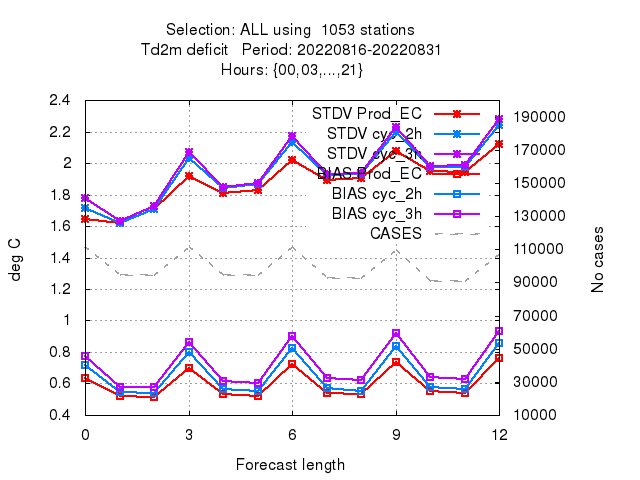 Selection: ALL using  1053 stations
Td2m deficit   Period: 20220816-20220831
Hours: {00,03,...,21}
STDV Prod_EC
STDV cyc_2h
STDV cyc_3h
BIAS Prod_EC
BIAS cyc_2h
BIAS cyc_3h
CASES
2.4
2.2
2
1.8
1.6
1.4
1.2
1
0.8
0.6
0.4
deg C
190000
170000
150000
130000
110000
90000
70000
50000
30000
10000
No cases
0 3 6 9 12
Forecast length